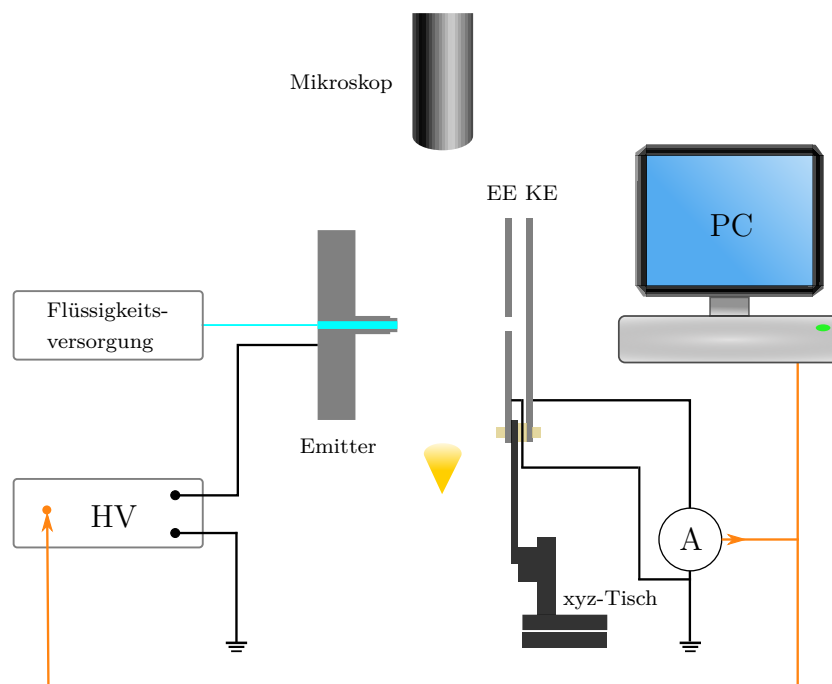 Mikroskop
EE KE
PC
Flüssigkeits-
versorgung
Emitter
HV
A
xyz-Tisch